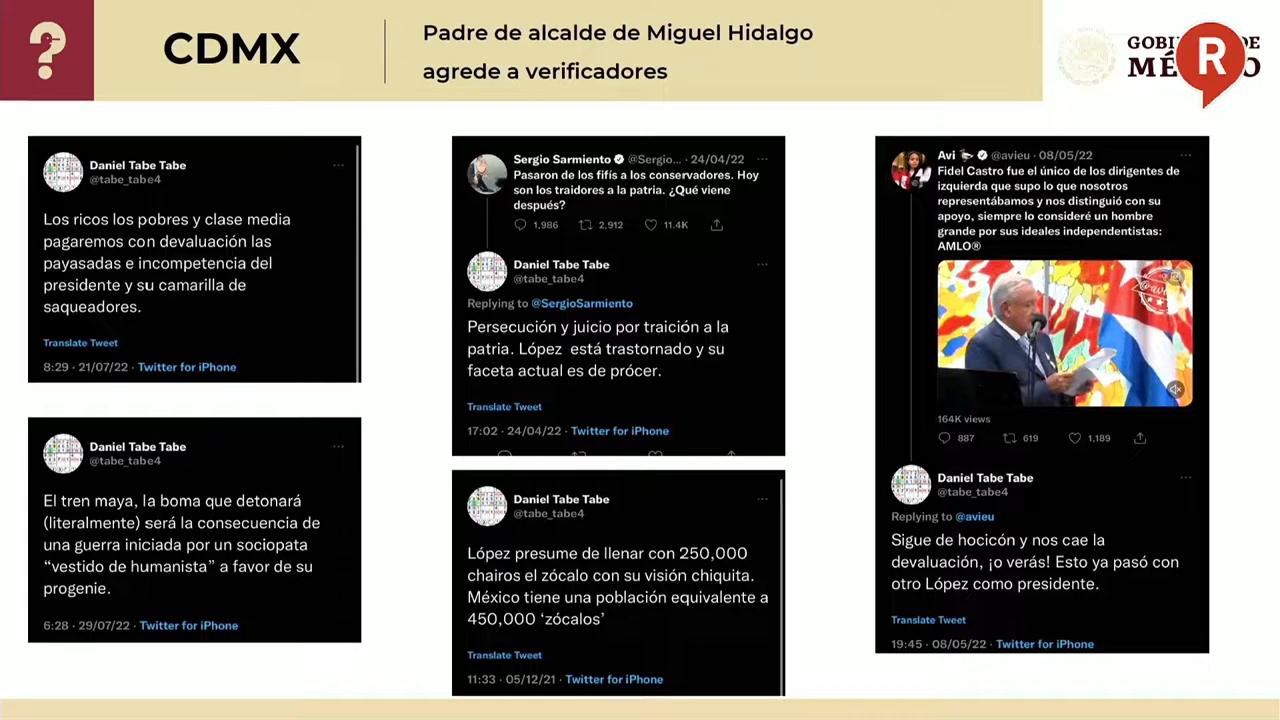 ?
CDMX
Padre de alcalde de Miguel Hidalgo
agrede a verificadores
R
Daniel Tabe Tabe
@tabe_tabe4
Los ricos los pobres y clase media
pagaremos con devaluación las
payasadas e incompetencia del
presidente y su camarilla de
saqueadores.
Translate Tweet
8:29 · 21/07/22 · Twitter for iPhone
Daniel Tabe Tabe
@tabe_tabe4
El tren maya, la boma que detonará
(literalmente) será la consecuencia de
una guerra iniciada por un sociopata
“vestido de humanista” a favor de su
progenie.
6:28 · 29/07/22 · Twitter for iPhone
Sergio Sarmiento @Sergio... · 24/04/22
Pasaron de los fifís a los conservadores. Hoy
son los traidores a la patria. ¿Qué viene
después?
1,986 2,912 11.4K
Daniel Tabe Tabe
@tabe_tabe4
Replying to @SergioSarmiento
Persecución y juicio por traición a la
patria. López está trastornado y su
faceta actual es de prócer.
Translate Tweet
17:02 · 24/04/22 · Twitter for iPhone
Daniel Tabe Tabe
@tabe_tabe4
López presume de llenar con 250,000
chairos el zócalo con su visión chiquita.
México tiene una población equivalente a
450,000 ‘zócalos’
Translate Tweet
11:33 · 05/12/21 · Twitter for iPhone
Avi @avieu · 08/05/22
Fidel Castro fue el único de los dirigentes de
izquierda que supo lo que nosotros
representábamos y nos distinguió con su
apoyo, siempre lo consideré un hombre
grande por sus ideales independentistas:
AMLO®
164K views
887 619 1,189
Daniel Tabe Tabe
@tabe_tabe4
Replying to @avieu
Sigue de hocicón y nos cae la
devaluación, ¡o verás! Esto ya pasó con
otro López como presidente.
Translate Tweet
19:45 · 08/05/22 · Twitter for iPhone